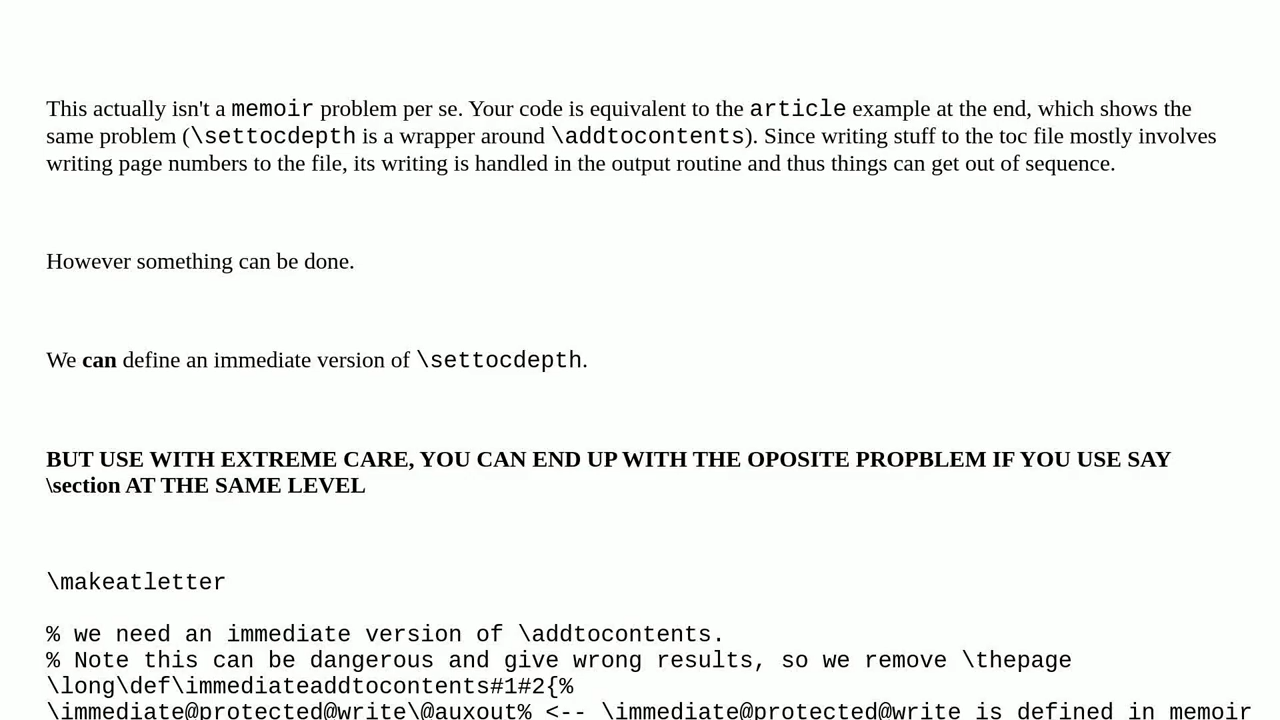 This actually isn't a memoir problem per se. Your code is equivalent to the article example at the end, which shows the
same problem (\settocdepth is a wrapper around \addtocontents). Since writing stuff to the toc file mostly involves
writing page numbers to the file, its writing is handled in the output routine and thus things can get out of sequence.
However something can be done.
We can define an immediate version of \settocdepth.
BUT USE WITH EXTREME CARE, YOU CAN END UP WITH THE OPOSITE PROPBLEM IF YOU USE SAY
\section AT THE SAME LEVEL
\makeatletter
% we need an immediate version of \addtocontents.
% Note this can be dangerous and give wrong results, so we remove \thepage
\long\def\immediateaddtocontents#1#2{%
\immediate@protected@write\@auxout% <-- \immediate@protected@write is defined in memoir